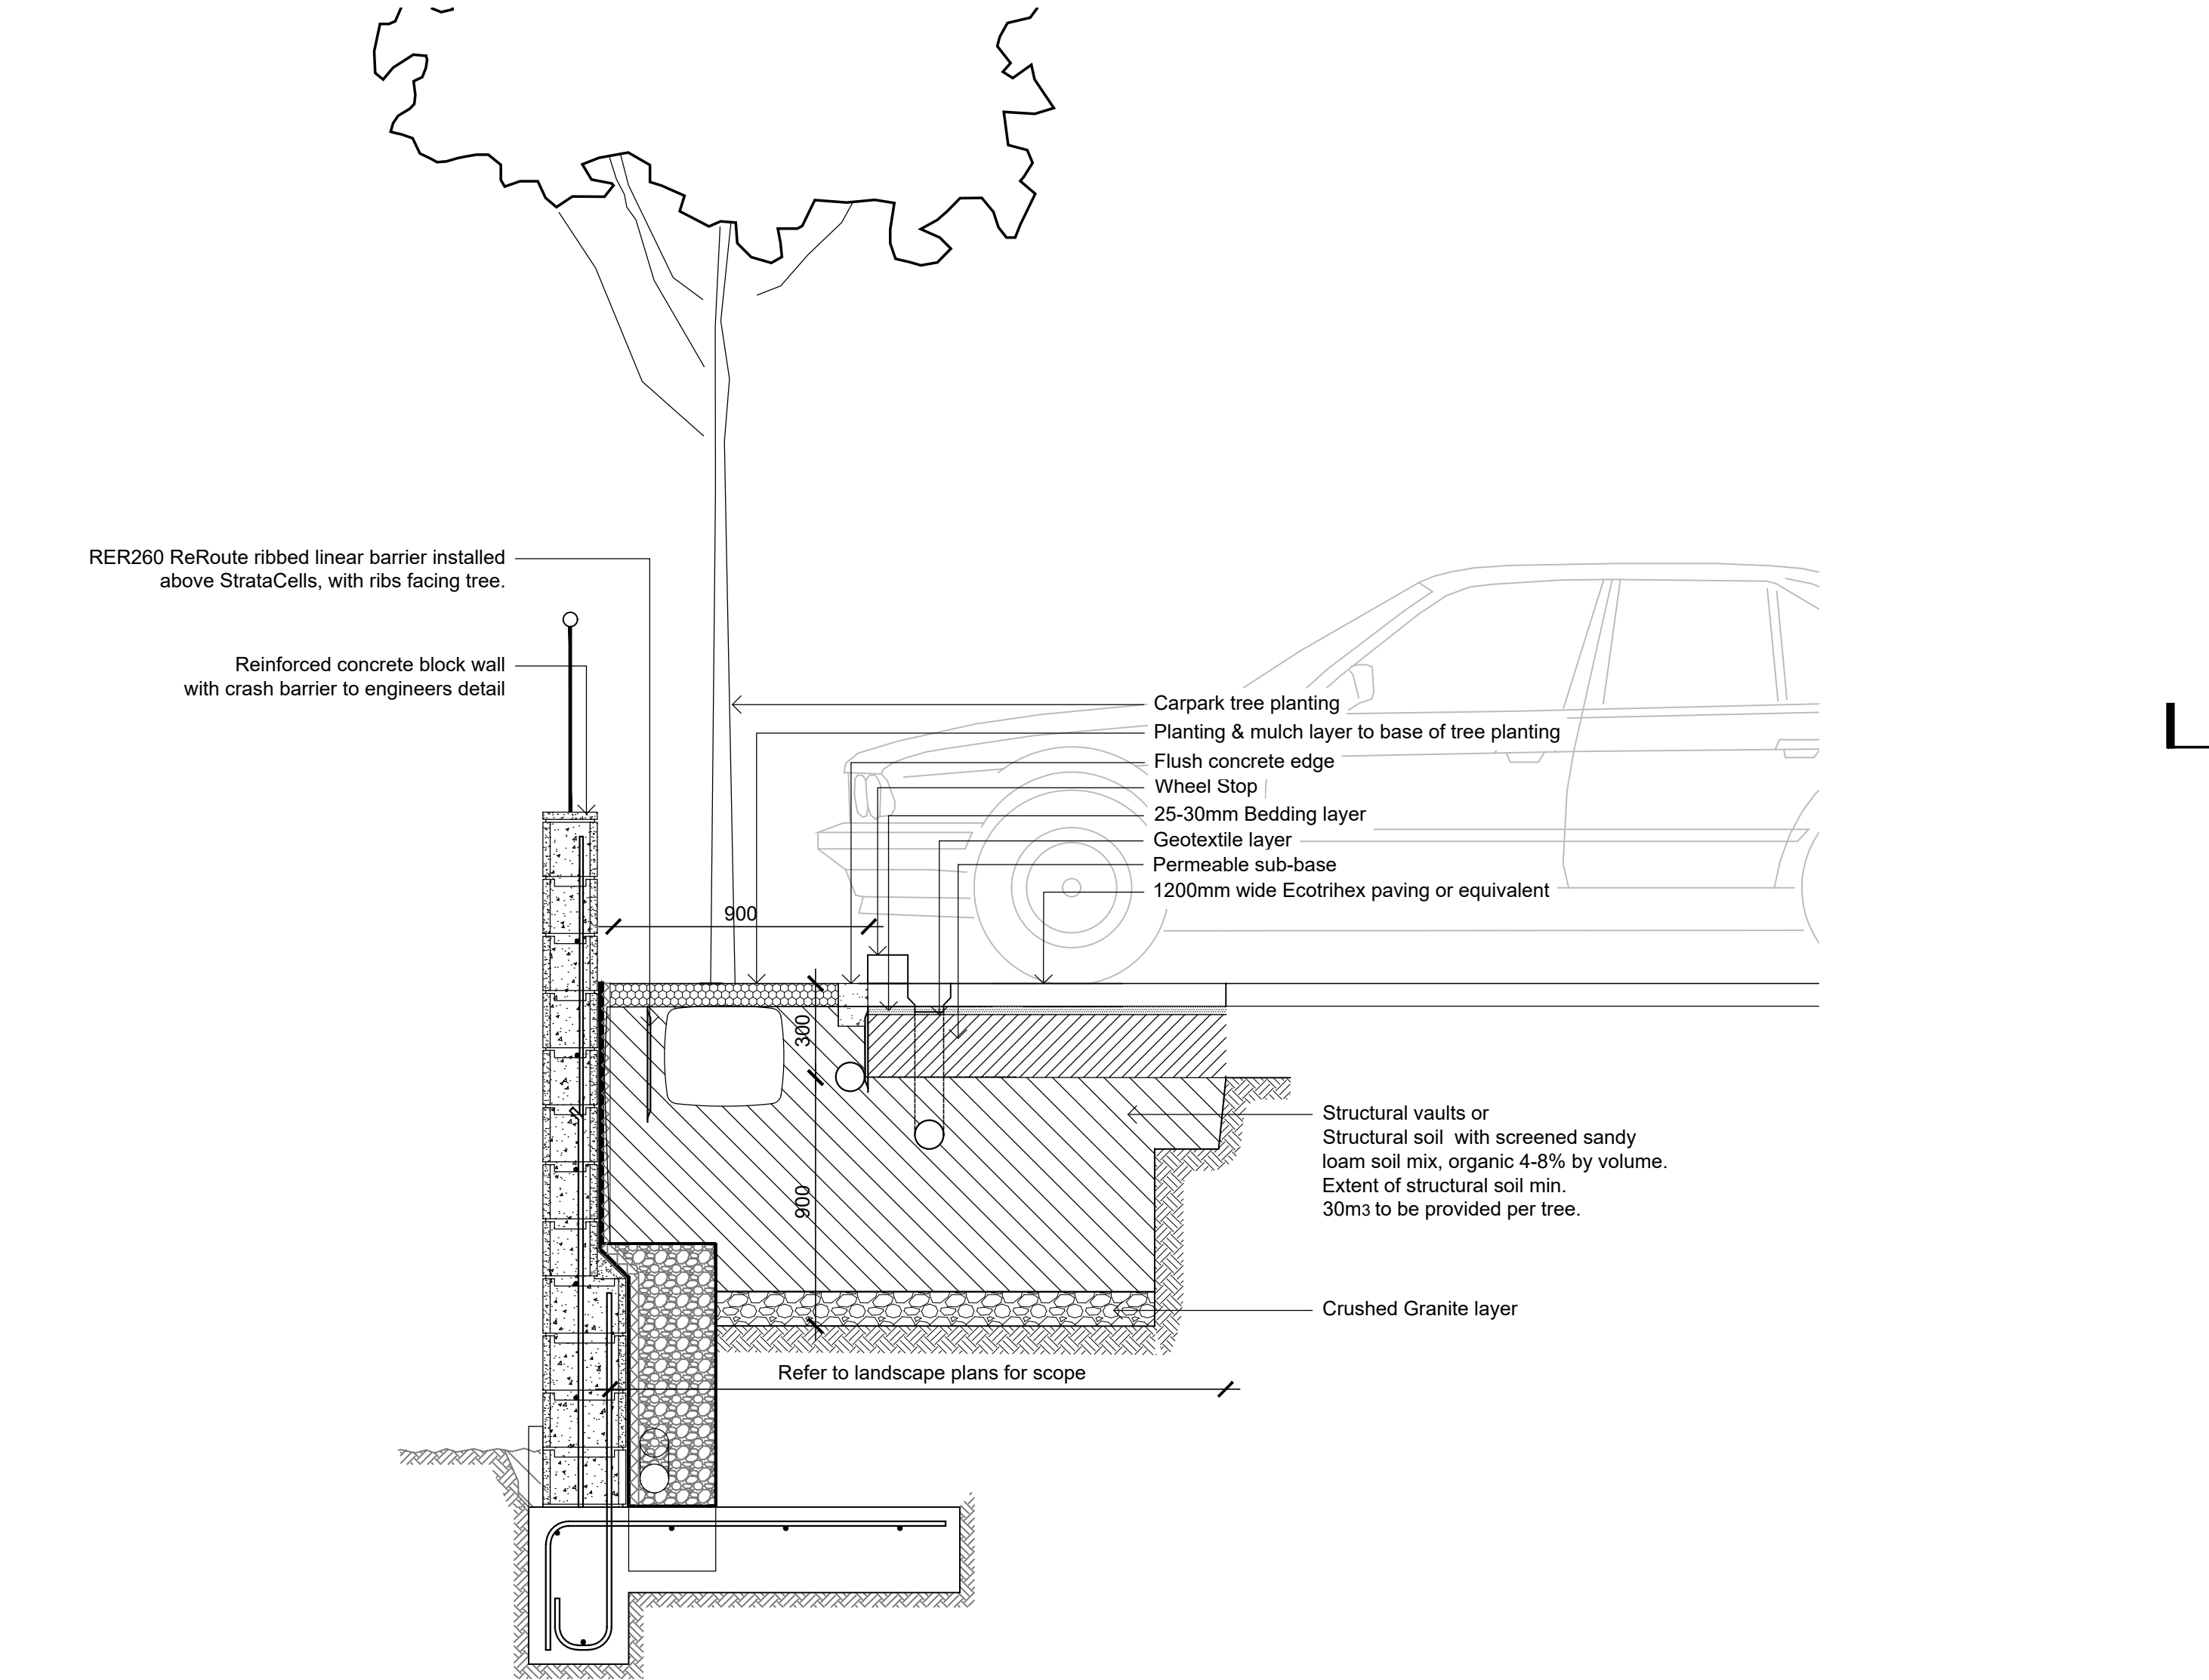 RER260 ReRoute ribbed linear barrier installed
above StrataCells, with ribs facing tree.
Reinforced concrete block wall
with crash barrier to engineers detail
Carpark tree planting
Planting & mulch layer to base of tree planting
Flush concrete edge
Wheel Stop
25-30mm Bedding layer
Geotextile layer
Permeable sub-base
1200mm wide Ecotrihex paving or equivalent
900
300
900
Structural vaults or
Structural soil  with screened sandy
loam soil mix, organic 4-8% by volume.
Extent of structural soil min.
30m3 to be provided per tree.
Crushed Granite layer
Refer to landscape plans for scope